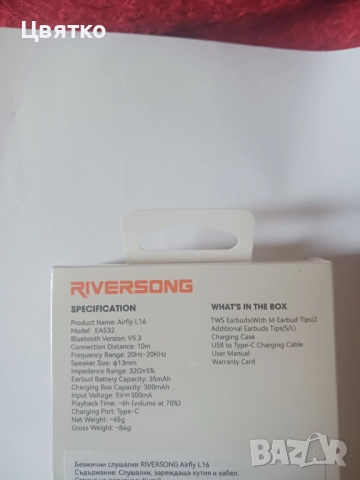 Цветко
RIVERSONG
SPECIFICATION
Product Name: Airfly L16
Model: EA532
Bluetooth Version: V5.3
Connection Distance: 10m
Frequency Range: 20Hz-20KHz
Speaker Size: φ13mm
Impedance Range: 32Ω±5%
Earbud Battery Capacity: 35mAh
Charging Box Capacity: 300mAh
Input Voltage: 5V⎓300mA
Playback Time: ~6h (volume at 70%)
Charging Port: Type-C
Net Weight: ~45g
Gross Weight: ~84g
WHAT'S IN THE BOX
TWS Earbuds(With M Earbud Tips)2
Additional Earbuds Tips(S/L)
Charging Case
USB to Type-C Charging Cable
User Manual
Warranty Card
Безжични слушалки RIVERSONG Airfly L16
Съдържание: Слушалки, зареждаща кутия и кабел.
bazar